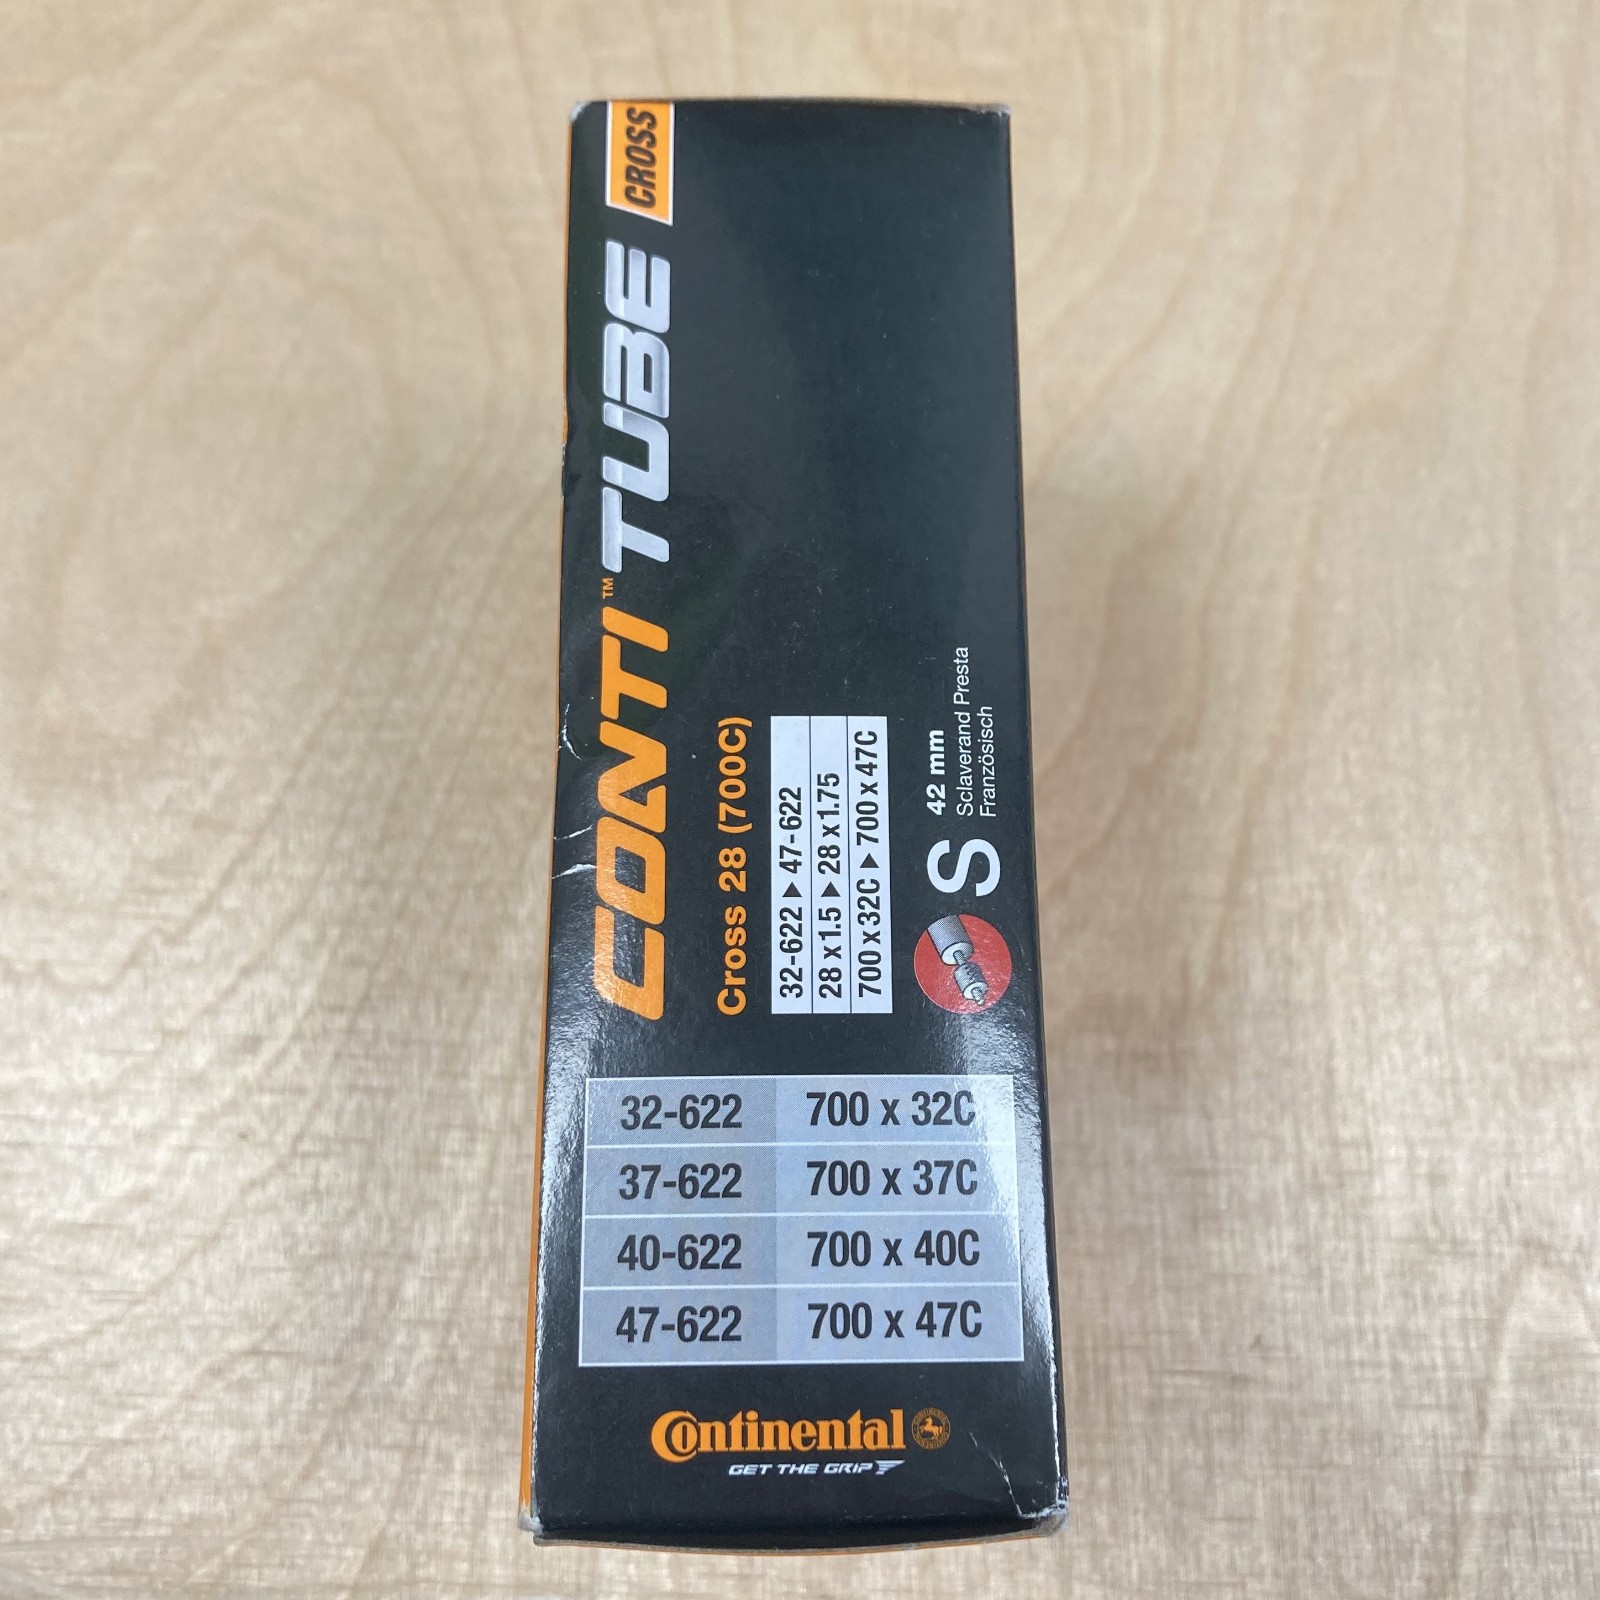 CONTI™TUBE CROSS
Cross 28 (700C)
32-622 ▸ 47-622
28 x 1.5 ▸ 28 x 1.75
700 x 32C ▸ 700 x 47C
S 42 mm
Sclaverand Presta
Französisch
32-622 700 x 32C
37-622 700 x 37C
40-622 700 x 40C
47-622 700 x 47C
Continental
GET THE GRIP